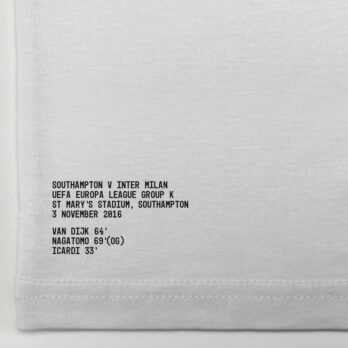 SOUTHAMPTON V INTER MILAN
UEFA EUROPA LEAGUE GROUP K
ST MARY'S STADIUM, SOUTHAMPTON
3 NOVEMBER 2016
VAN DIJK 64'
NAGATOMO 69'(OG)
ICARDI 33'